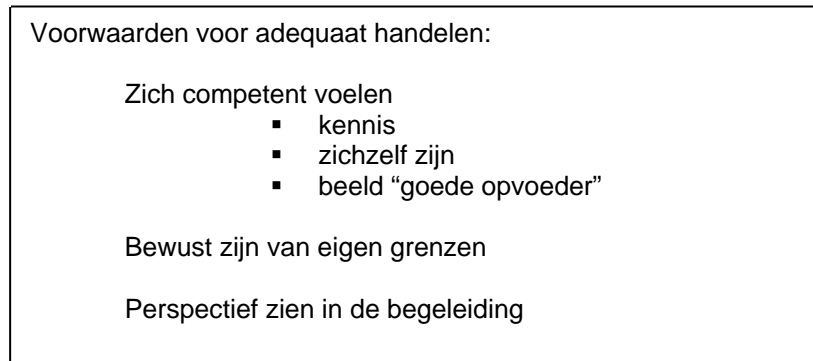 Voorwaarden voor adequaat handelen:
Zich competent voelen
▪ kennis
▪ zichzelf zijn
▪ beeld “goede opvoeder”
Bewust zijn van eigen grenzen
Perspectief zien in de begeleiding